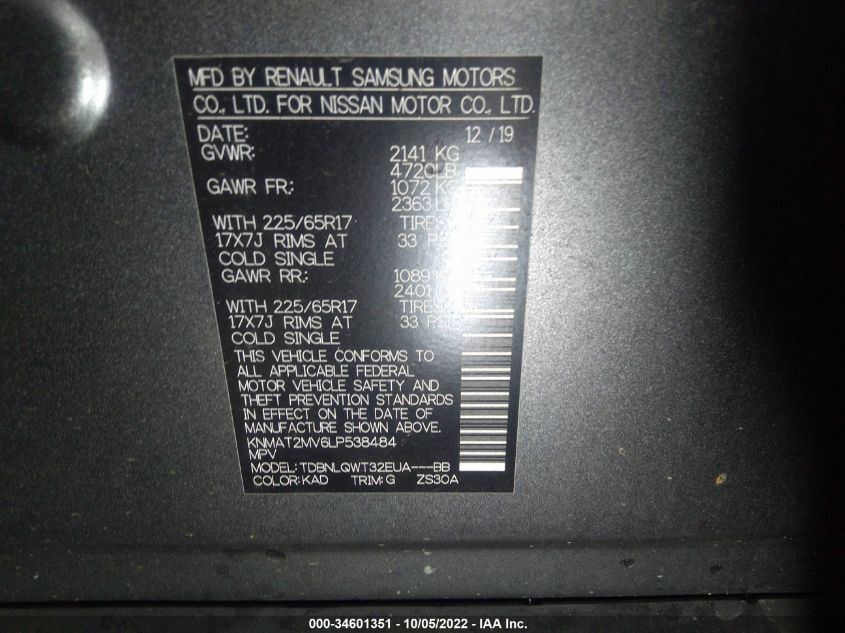 MFD BY RENAULT SAMSUNG MOTORS
CO., LTD. FOR NISSAN MOTOR CO., LTD.
DATE: 12 / 19
GVWR: 2141 KG
4720LB
GAWR FR: 1072 KG
2363
WITH 225/65R17 TIRES
17X7J RIMS AT 33
COLD SINGLE
GAWR RR: 1089
2401
WITH 225/65R17
17X7J RIMS AT 33
COLD SINGLE
THIS VEHICLE CONFORMS TO
ALL APPLICABLE FEDERAL
MOTOR VEHICLE SAFETY AND
THEFT PREVENTION STANDARDS
IN EFFECT ON THE DATE OF
MANUFACTURE SHOWN ABOVE.
KNMAT2MV6LP538484
MPV
MODEL: TDBNLQWT32EUA---BB
COLOR: KAD TRIM: G ZS30A
000-34601351 - 10/05/2022 - IAA Inc.